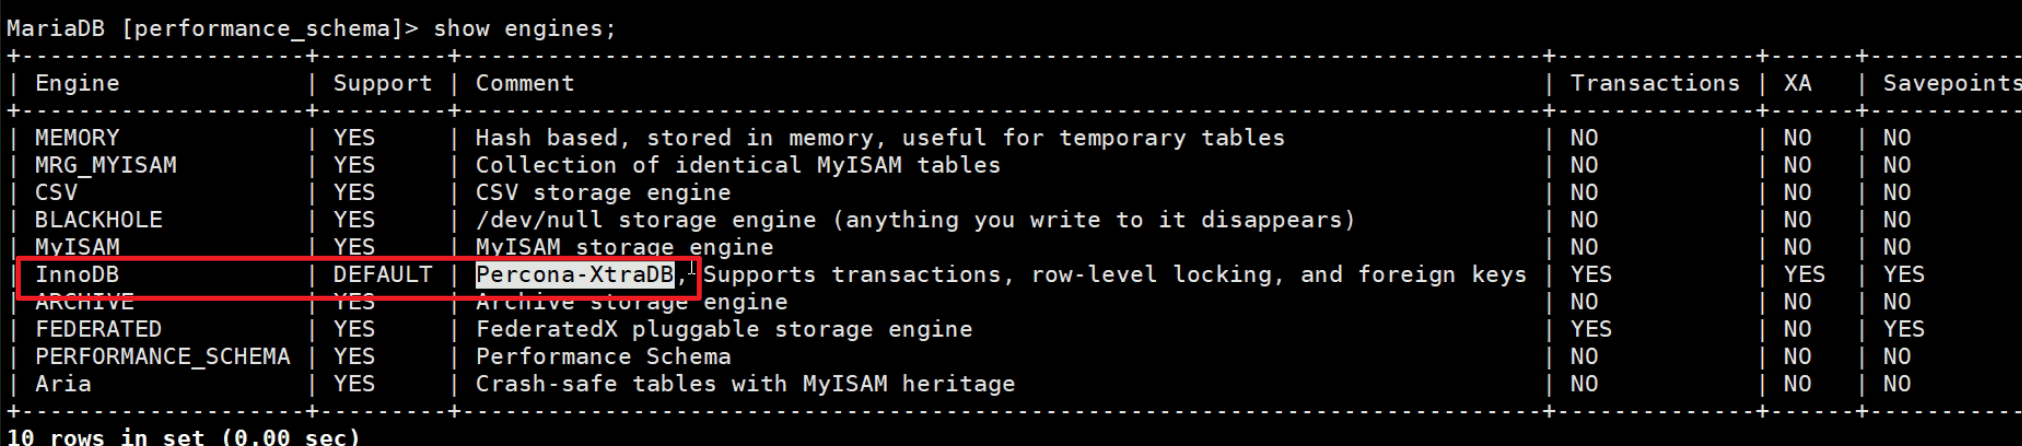 MariaDB [performance_schema]> show engines;
+--------------------+---------+----------------------------------------------------------------------------+--------------+------+-----------
| Engine | Support | Comment | Transactions | XA | Savepoints
+--------------------+---------+----------------------------------------------------------------------------+--------------+------+-----------
| MEMORY | YES | Hash based, stored in memory, useful for temporary tables | NO | NO | NO
| MRG_MYISAM | YES | Collection of identical MyISAM tables | NO | NO | NO
| CSV | YES | CSV storage engine | NO | NO | NO
| BLACKHOLE | YES | /dev/null storage engine (anything you write to it disappears) | NO | NO | NO
| MyISAM | YES | MyISAM storage engine | NO | NO | NO
| InnoDB | DEFAULT | Percona-XtraDB, Supports transactions, row-level locking, and foreign keys | YES | YES | YES
| ARCHIVE | YES | Archive storage engine | NO | NO | NO
| FEDERATED | YES | FederatedX pluggable storage engine | YES | NO | YES
| PERFORMANCE_SCHEMA | YES | Performance Schema | NO | NO | NO
| Aria | YES | Crash-safe tables with MyISAM heritage | NO | NO | NO
+--------------------+---------+----------------------------------------------------------------------------+--------------+------+-----------
10 rows in set (0.00 sec)